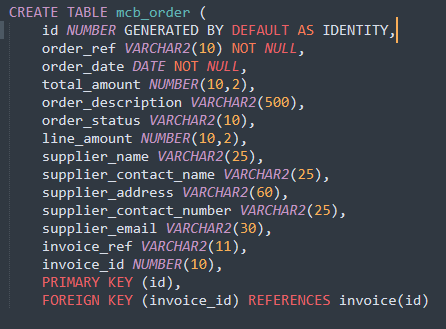 CREATE TABLE mcb_order (
    id NUMBER GENERATED BY DEFAULT AS IDENTITY,
    order_ref VARCHAR2(10) NOT NULL,
    order_date DATE NOT NULL,
    total_amount NUMBER(10,2),
    order_description VARCHAR2(500),
    order_status VARCHAR2(10),
    line_amount NUMBER(10,2),
    supplier_name VARCHAR2(25),
    supplier_contact_name VARCHAR2(25),
    supplier_address VARCHAR2(60),
    supplier_contact_number VARCHAR2(25),
    supplier_email VARCHAR2(30),
    invoice_ref VARCHAR2(11),
    invoice_id NUMBER(10),
    PRIMARY KEY (id),
    FOREIGN KEY (invoice_id) REFERENCES invoice(id)